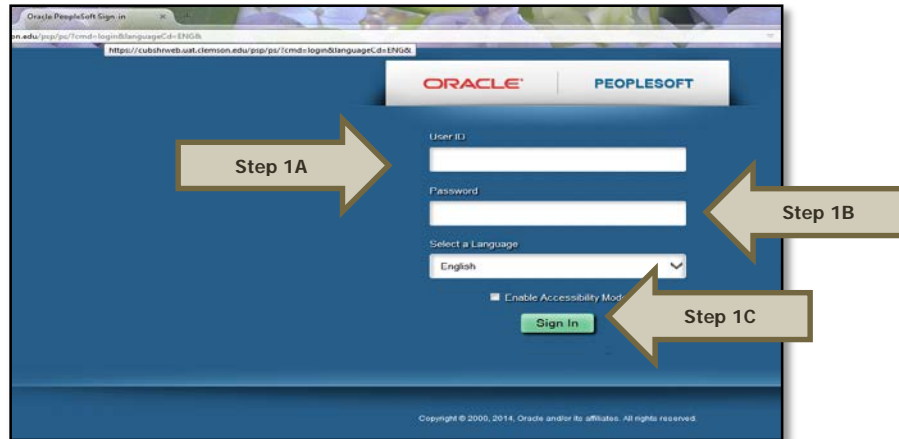 Oracle PeopleSoft Sign-in ×
on.edu/psp/ps/?cmd=login&languageCd=ENG&
https://cubshrweb.uat.clemson.edu/psp/ps/?cmd=login&languageCd=ENG&
ORACLE' PEOPLESOFT
User ID
Step 1A
Password
Step 1B
Select a Language
English
Enable Accessibility Mod
Step 1C
Sign In
Copyright © 2000, 2014, Oracle and/or its affiliates. All rights reserved.